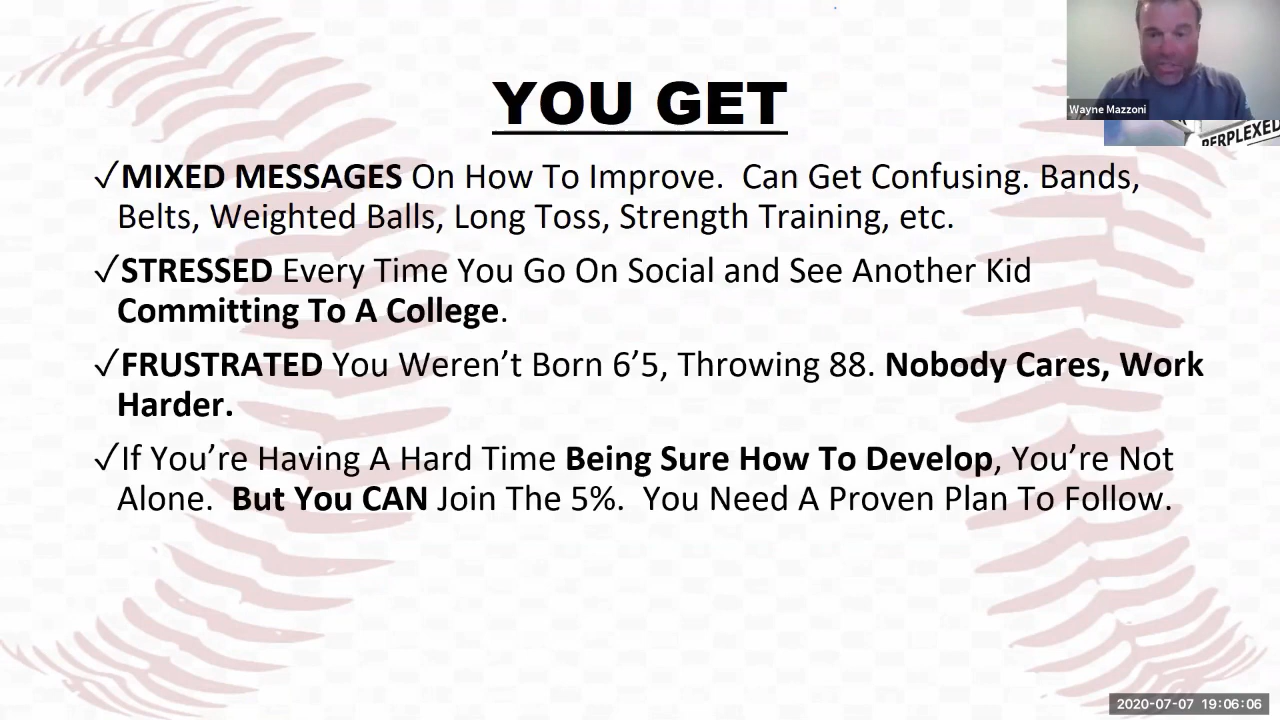 YOU GET
Wayne Mazzoni
PERPLEXED
✓MIXED MESSAGES On How To Improve.  Can Get Confusing. Bands,
Belts, Weighted Balls, Long Toss, Strength Training, etc.
✓STRESSED Every Time You Go On Social and See Another Kid
Committing To A College.
✓FRUSTRATED You Weren’t Born 6’5, Throwing 88. Nobody Cares, Work
Harder.
✓If You’re Having A Hard Time Being Sure How To Develop, You’re Not
Alone.  But You CAN Join The 5%.  You Need A Proven Plan To Follow.
2020-07-07 19:06:06